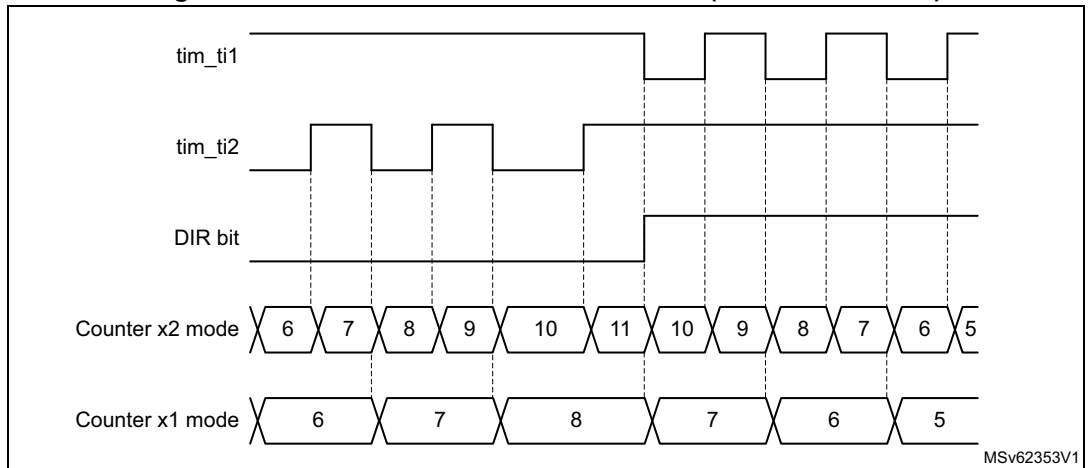 tim_ti1
tim_ti2
DIR bit
Counter x2 mode 6 7 8 9 10 11 10 9 8 7 6 5
Counter x1 mode 6 7 8 7 6 5
MSv62353V1